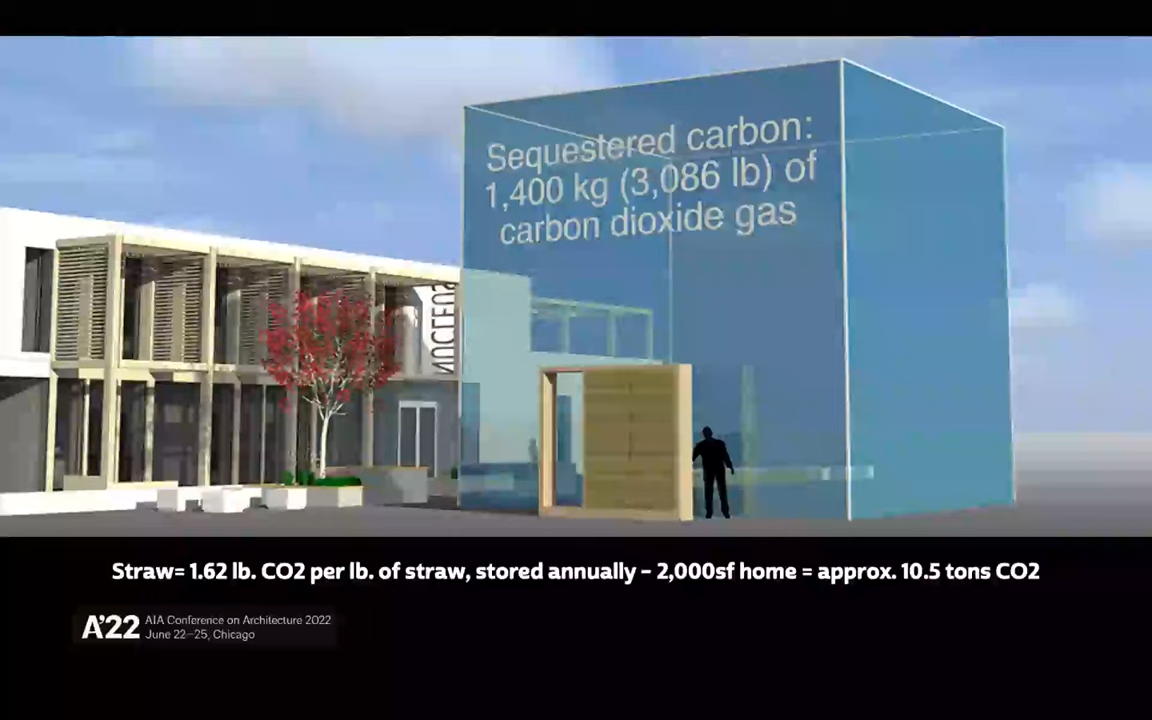 Sequestered carbon:
1,400 kg (3,086 lb) of
carbon dioxide gas
Straw= 1.62 lb. CO2 per lb. of straw, stored annually – 2,000sf home = approx. 10.5 tons CO2
A'22
AIA Conference on Architecture 2022
June 22–25, Chicago